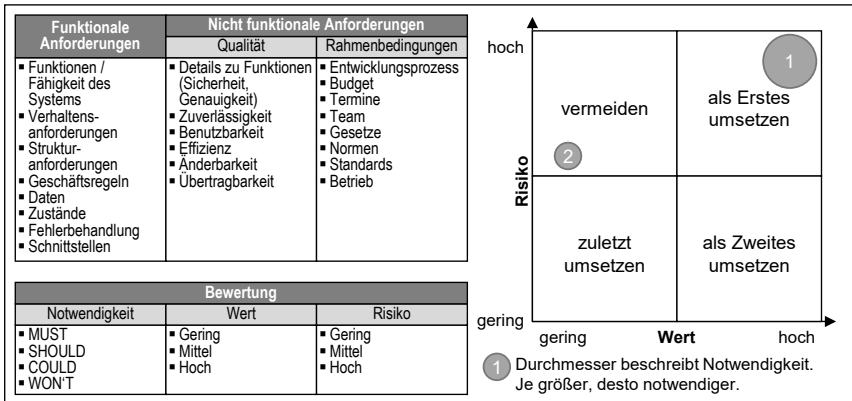 Funktionale
Anforderungen
Nicht funktionale Anforderungen
Qualität
Rahmenbedingungen
▪ Funktionen /
Fähigkeit des
Systems
▪ Verhaltens-
anforderungen
▪ Struktur-
anforderungen
▪ Geschäftsregeln
▪ Daten
▪ Zustände
▪ Fehlerbehandlung
▪ Schnittstellen
▪ Details zu Funktionen
(Sicherheit,
Genauigkeit)
▪ Zuverlässigkeit
▪ Benutzbarkeit
▪ Effizienz
▪ Änderbarkeit
▪ Übertragbarkeit
▪ Entwicklungsprozess
▪ Budget
▪ Termine
▪ Team
▪ Gesetze
▪ Normen
▪ Standards
▪ Betrieb
Bewertung
Notwendigkeit
Wert
Risiko
▪ MUST
▪ SHOULD
▪ COULD
▪ WON'T
▪ Gering
▪ Mittel
▪ Hoch
▪ Gering
▪ Mittel
▪ Hoch
hoch
Risiko
gering
vermeiden
2
1
als Erstes
umsetzen
zuletzt
umsetzen
als Zweites
umsetzen
gering
Wert
hoch
1 Durchmesser beschreibt Notwendigkeit.
Je größer, desto notwendiger.